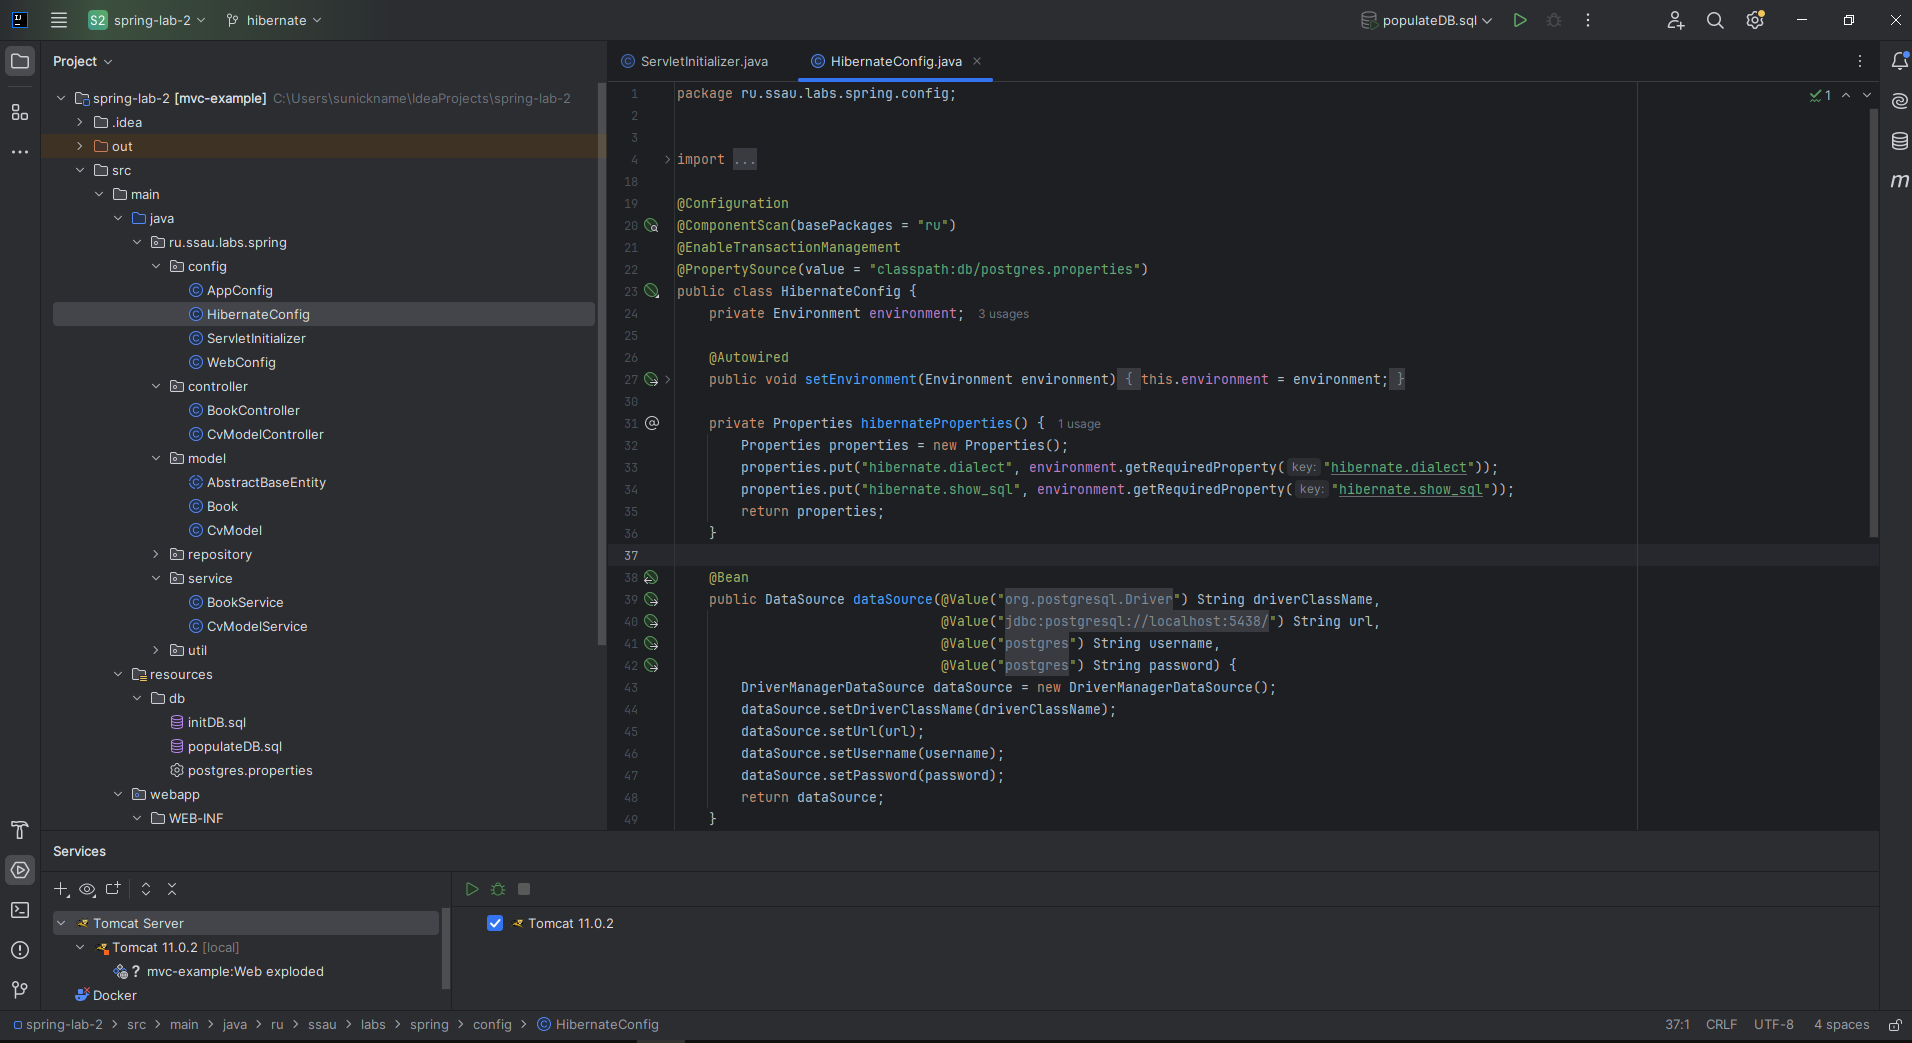 S2 spring-lab-2 hibernate populateDB.sql
Project
ServletInitializer.java HibernateConfig.java
spring-lab-2 [mvc-example] C:\Users\sunickname\IdeaProjects\spring-lab-2
.idea
out
src
main
java
ru.ssau.labs.spring
config
AppConfig
HibernateConfig
ServletInitializer
WebConfig
controller
BookController
CvModelController
model
AbstractBaseEntity
Book
CvModel
repository
service
BookService
CvModelService
util
resources
db
initDB.sql
populateDB.sql
postgres.properties
webapp
WEB-INF
1
1 package ru.ssau.labs.spring.config;
2
3
4 import ...
18
19 @Configuration
20 @ComponentScan(basePackages = "ru")
21 @EnableTransactionManagement
22 @PropertySource(value = "classpath:db/postgres.properties")
23 public class HibernateConfig {
24 private Environment environment; 3 usages
25
26 @Autowired
27 public void setEnvironment(Environment environment) { this.environment = environment; }
30
31 private Properties hibernateProperties() { 1 usage
32 Properties properties = new Properties();
33 properties.put("hibernate.dialect", environment.getRequiredProperty( key: "hibernate.dialect"));
34 properties.put("hibernate.show_sql", environment.getRequiredProperty( key: "hibernate.show_sql"));
35 return properties;
36 }
37
38 @Bean
39 public DataSource dataSource(@Value("org.postgresql.Driver") String driverClassName,
40 @Value("jdbc:postgresql://localhost:5438/") String url,
41 @Value("postgres") String username,
42 @Value("postgres") String password) {
43 DriverManagerDataSource dataSource = new DriverManagerDataSource();
44 dataSource.setDriverClassName(driverClassName);
45 dataSource.setUrl(url);
46 dataSource.setUsername(username);
47 dataSource.setPassword(password);
48 return dataSource;
49 }
Services
Tomcat Server
Tomcat 11.0.2 [local]
? mvc-example:Web exploded
Docker
Tomcat 11.0.2
spring-lab-2 > src > main > java > ru > ssau > labs > spring > config > HibernateConfig
37:1 CRLF UTF-8 4 spaces